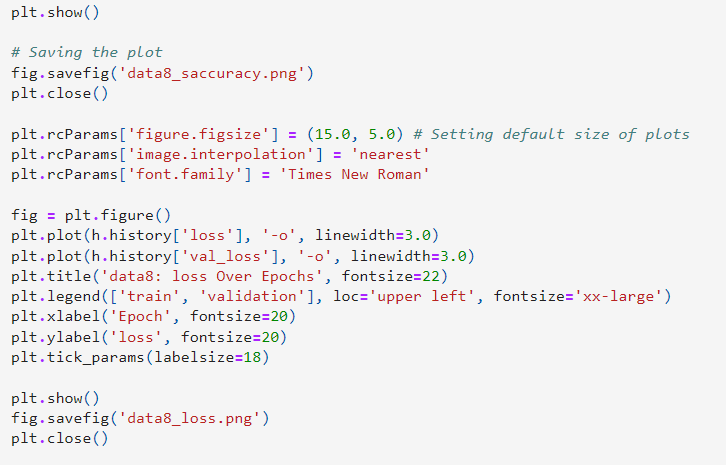 plt.show()
# Saving the plot
fig.savefig('data8_saccuracy.png')
plt.close()
plt.rcParams['figure.figsize'] = (15.0, 5.0) # Setting default size of plots
plt.rcParams['image.interpolation'] = 'nearest'
plt.rcParams['font.family'] = 'Times New Roman'
fig = plt.figure()
plt.plot(h.history['loss'], '-o', linewidth=3.0)
plt.plot(h.history['val_loss'], '-o', linewidth=3.0)
plt.title('data8: loss Over Epochs', fontsize=22)
plt.legend(['train', 'validation'], loc='upper left', fontsize='xx-large')
plt.xlabel('Epoch', fontsize=20)
plt.ylabel('loss', fontsize=20)
plt.tick_params(labelsize=18)
plt.show()
fig.savefig('data8_loss.png')
plt.close()